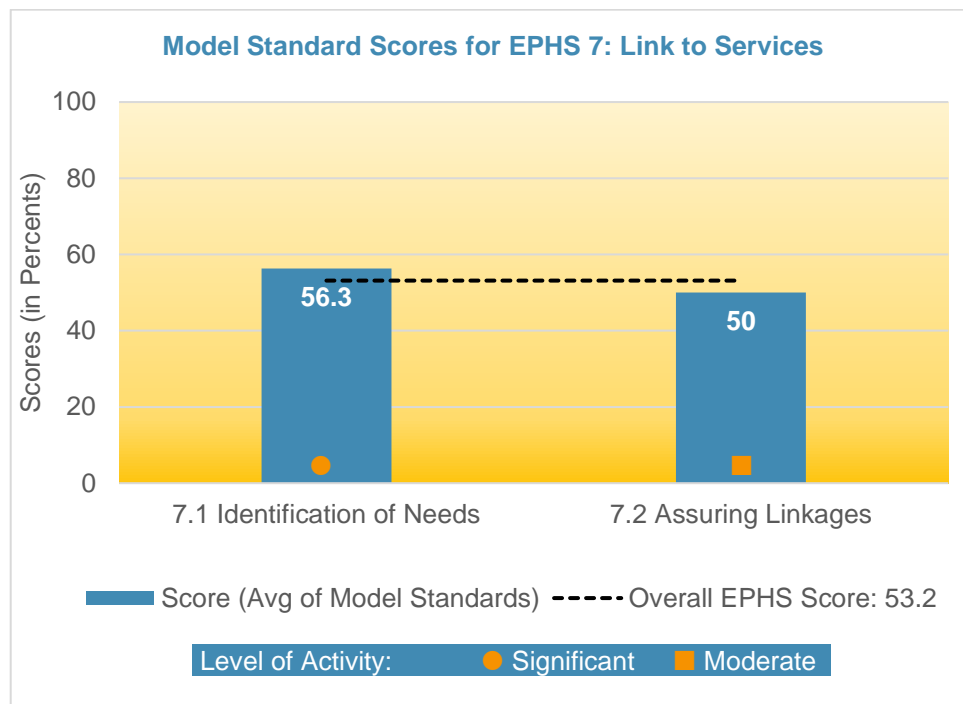 Model Standard Scores for EPHS 7: Link to Services
Scores (in Percents)
100
80
60
40
20
0
56.3
50
7.1 Identification of Needs
7.2 Assuring Linkages
Score (Avg of Model Standards)
Overall EPHS Score: 53.2
Level of Activity: Significant Moderate